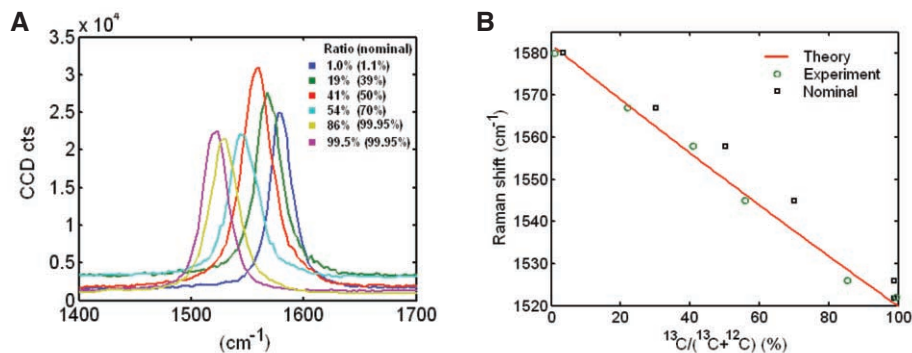 A
x 10⁴
3.5
3
2.5
2
1.5
1
0.5
0
CCD cts
1400
1500
1600
1700
(cm⁻¹)
Ratio (nominal)
1.0% (1.1%)
19% (39%)
41% (50%)
54% (70%)
86% (99.95%)
99.5% (99.95%)
B
1580
1570
1560
1550
1540
1530
1520
Raman shift (cm⁻¹)
0
20
40
60
80
100
¹³C/(¹³C+¹²C) (%)
Theory
Experiment
Nominal